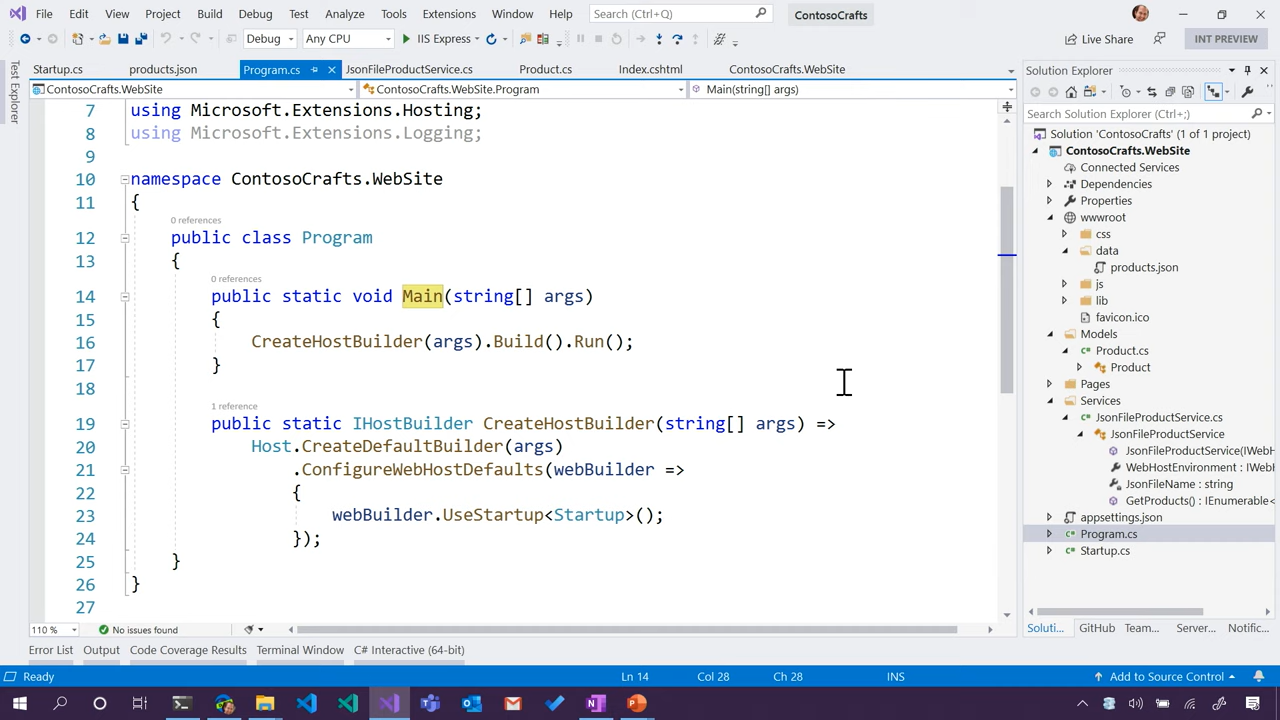 File Edit View Project Build Debug Test Analyze Tools Extensions Window Help Search (Ctrl+Q) ContosoCrafts
Debug Any CPU IIS Express Live Share INT PREVIEW
Test Explorer
Startup.cs products.json Program.cs JsonFileProductService.cs Product.cs Index.cshtml ContosoCrafts.WebSite
ContosoCrafts.WebSite ContosoCrafts.WebSite.Program Main(string[] args)
7 using Microsoft.Extensions.Hosting;
8 using Microsoft.Extensions.Logging;
9
10 namespace ContosoCrafts.WebSite
11 {
0 references
12 public class Program
13 {
0 references
14 public static void Main(string[] args)
15 {
16 CreateHostBuilder(args).Build().Run();
17 }
18
1 reference
19 public static IHostBuilder CreateHostBuilder(string[] args) =>
20 Host.CreateDefaultBuilder(args)
21 .ConfigureWebHostDefaults(webBuilder =>
22 {
23 webBuilder.UseStartup<Startup>();
24 });
25 }
26 }
27
110 % No issues found
Solution Explorer
Search Solution Explorer (Ctrl+;)
Solution 'ContosoCrafts' (1 of 1 project)
ContosoCrafts.WebSite
Connected Services
Dependencies
Properties
wwwroot
css
data
products.json
js
lib
favicon.ico
Models
Product.cs
Product
Pages
Services
JsonFileProductService.cs
JsonFileProductService
JsonFileProductService(IWebH
WebHostEnvironment : IWeb
JsonFileName : string
GetProducts() : IEnumerable<
appsettings.json
Program.cs
Startup.cs
Soluti... GitHub Team... Server... Notific...
Error List Output Code Coverage Results Terminal Window C# Interactive (64-bit)
Ready Ln 14 Col 28 Ch 28 INS Add to Source Control